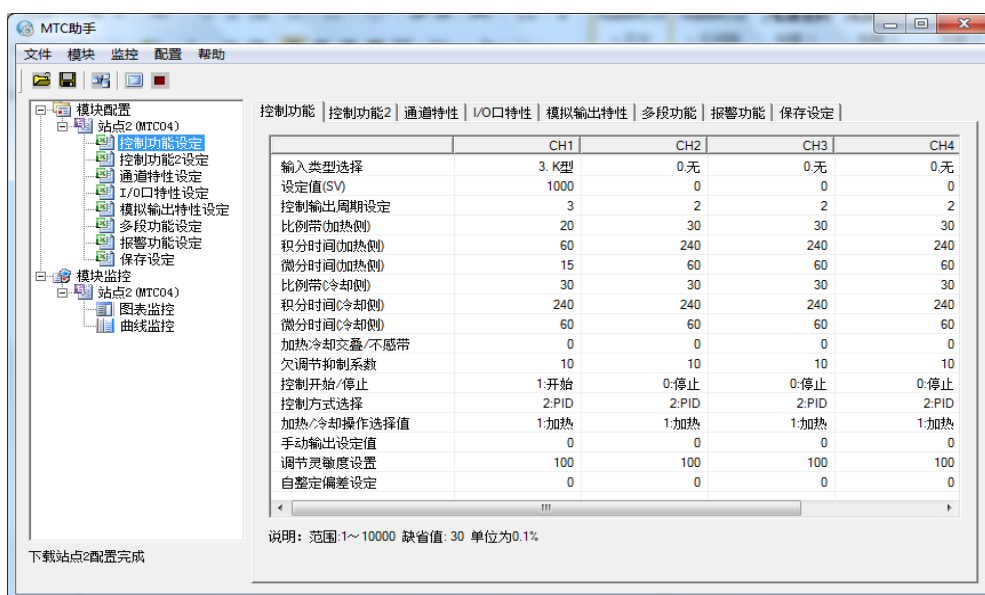 MTC助手
文件 模块 监控 配置 帮助
模块配置
站点2 (MTC04)
控制功能设定
控制功能2设定
通道特性设定
I/O口特性设定
模拟输出特性设定
多段功能设定
报警功能设定
保存设定
模块监控
站点2 (MTC04)
图表监控
曲线监控
下载站点2配置完成
控制功能 控制功能2 通道特性 I/O口特性 模拟输出特性 多段功能 报警功能 保存设定
CH1 CH2 CH3 CH4
输入类型选择 3. K型 0.无 0.无 0.无
设定值(SV) 1000 0 0 0
控制输出周期设定 3 2 2 2
比例带(加热侧) 20 30 30 30
积分时间(加热侧) 60 240 240 240
微分时间(加热侧) 15 60 60 60
比例带(冷却侧) 30 30 30 30
积分时间(冷却侧) 240 240 240 240
微分时间(冷却侧) 60 60 60 60
加热冷却交叠/不感带 0 0 0 0
欠调节抑制系数 10 10 10 10
控制开始/停止 1:开始 0:停止 0:停止 0:停止
控制方式选择 2:PID 2:PID 2:PID 2:PID
加热/冷却操作选择值 1:加热 1:加热 1:加热 1:加热
手动输出设定值 0 0 0 0
调节灵敏度设置 100 100 100 100
自整定偏差设定 0 0 0 0
说明：范围:1～10000 缺省值: 30 单位为0.1%